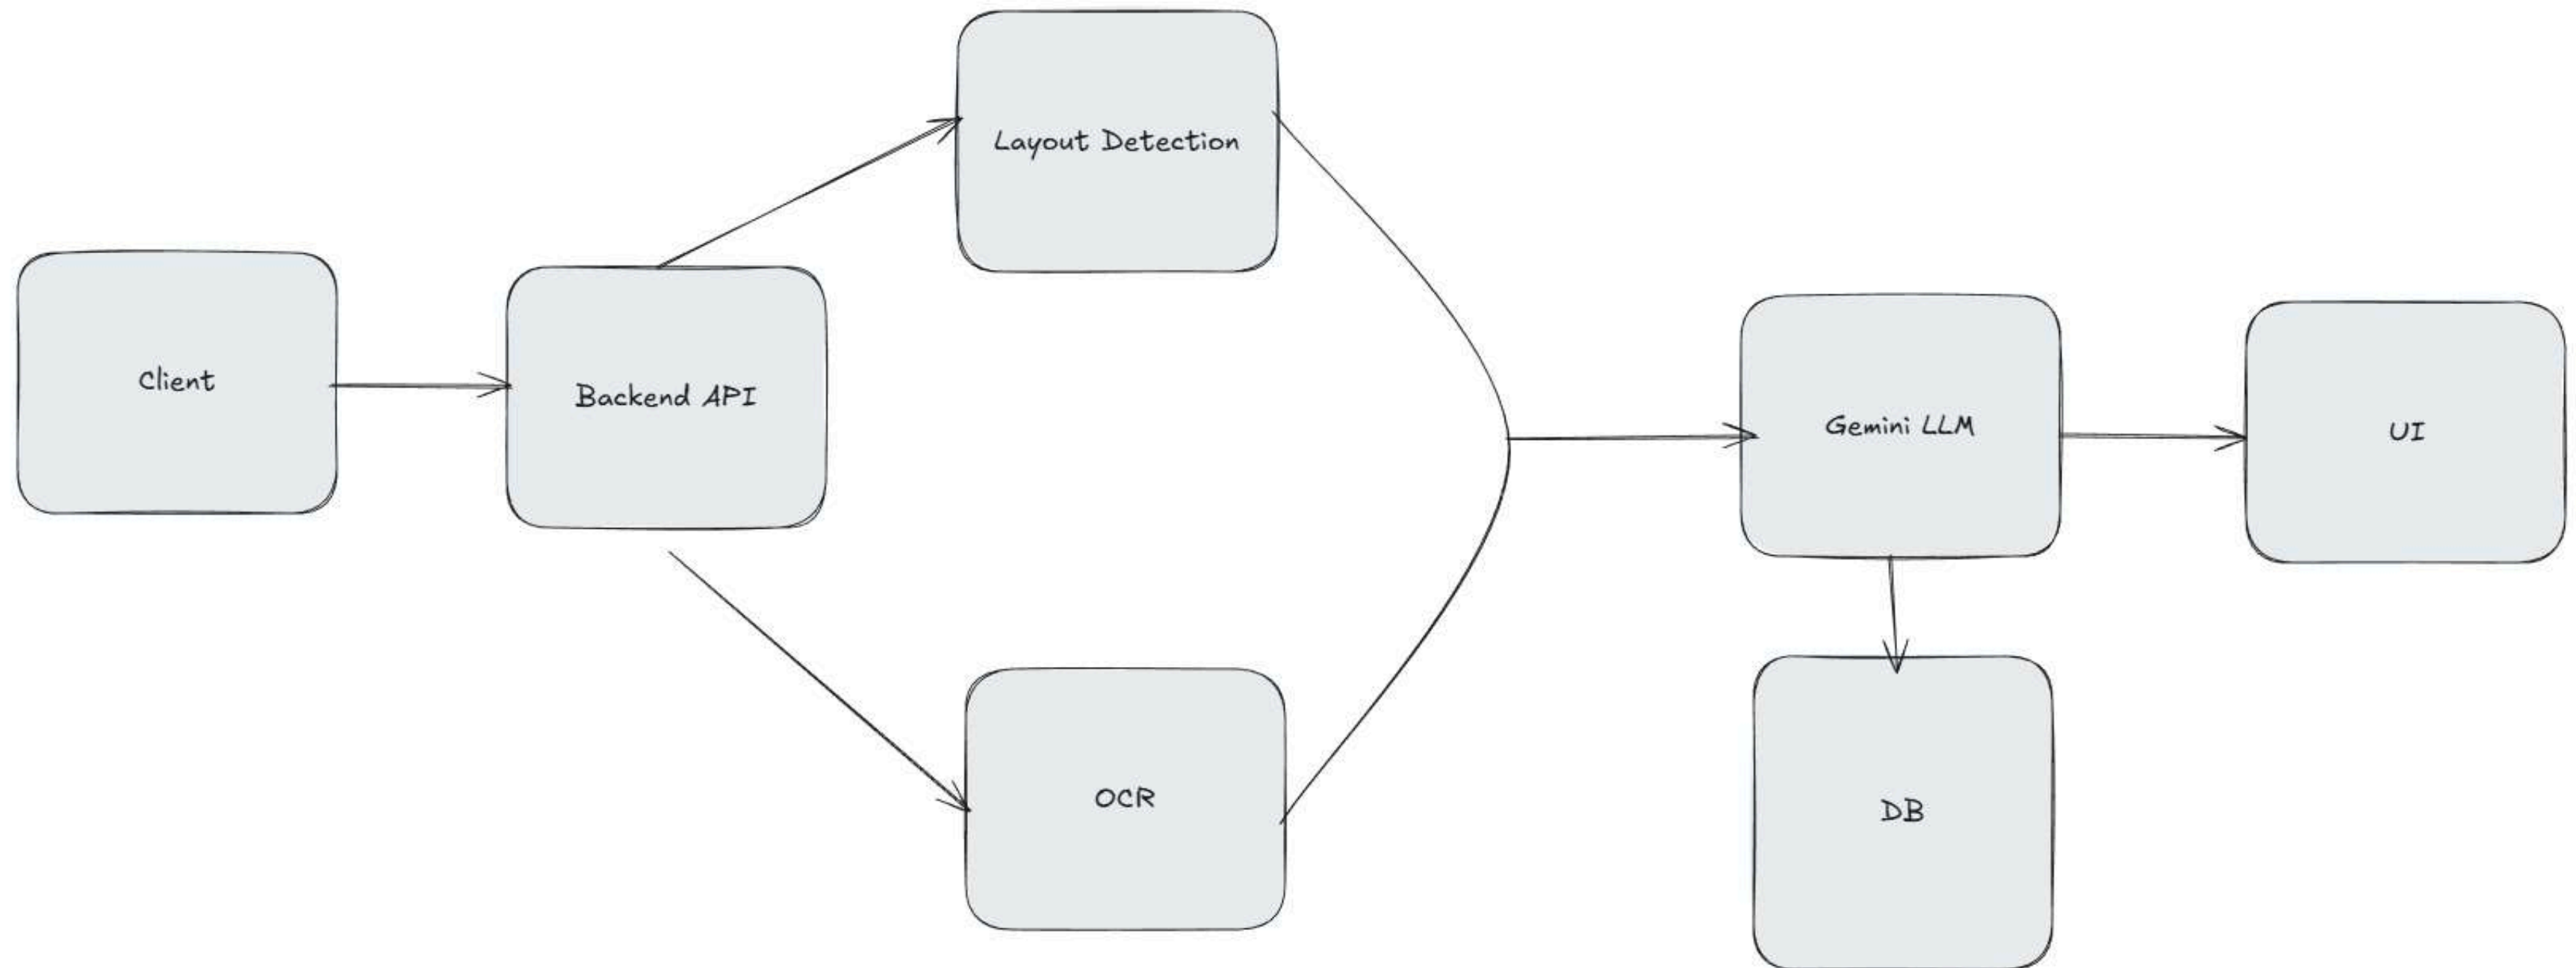 Layout Detection
Client
Backend API
Gemini LLM
UI
OCR
DB